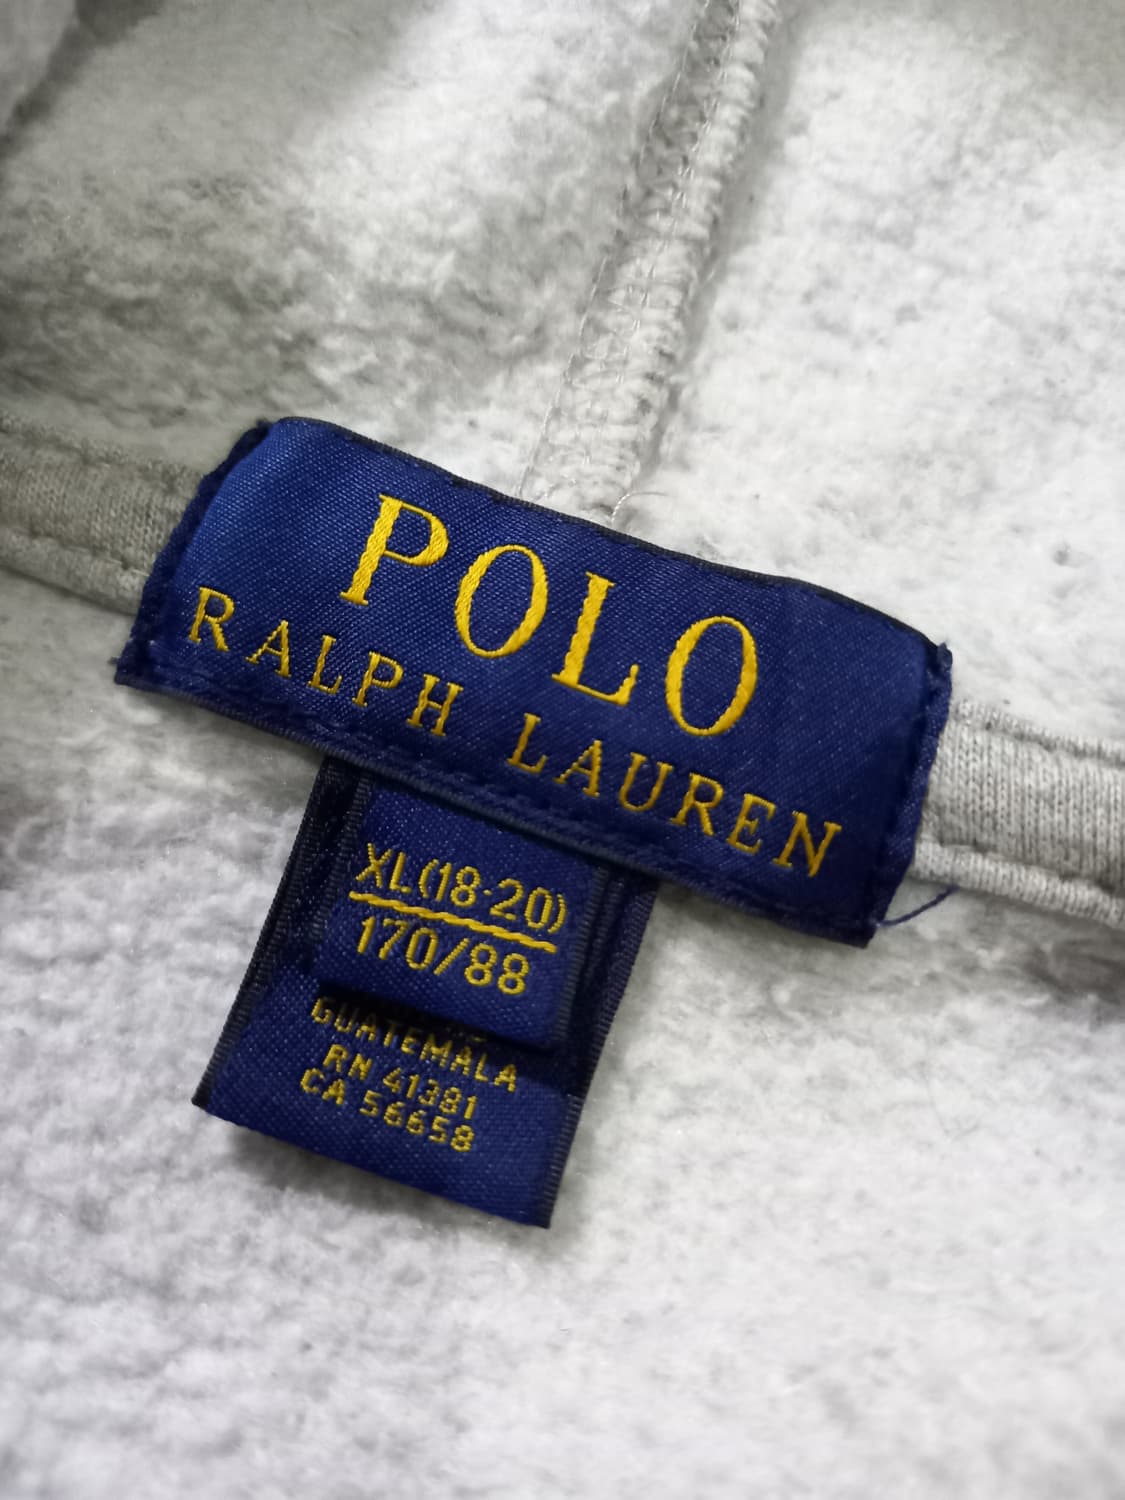 POLO
RALPH LAUREN
XL(18-20)
170/88
GUATEMALA
RN 41381
CA 56658